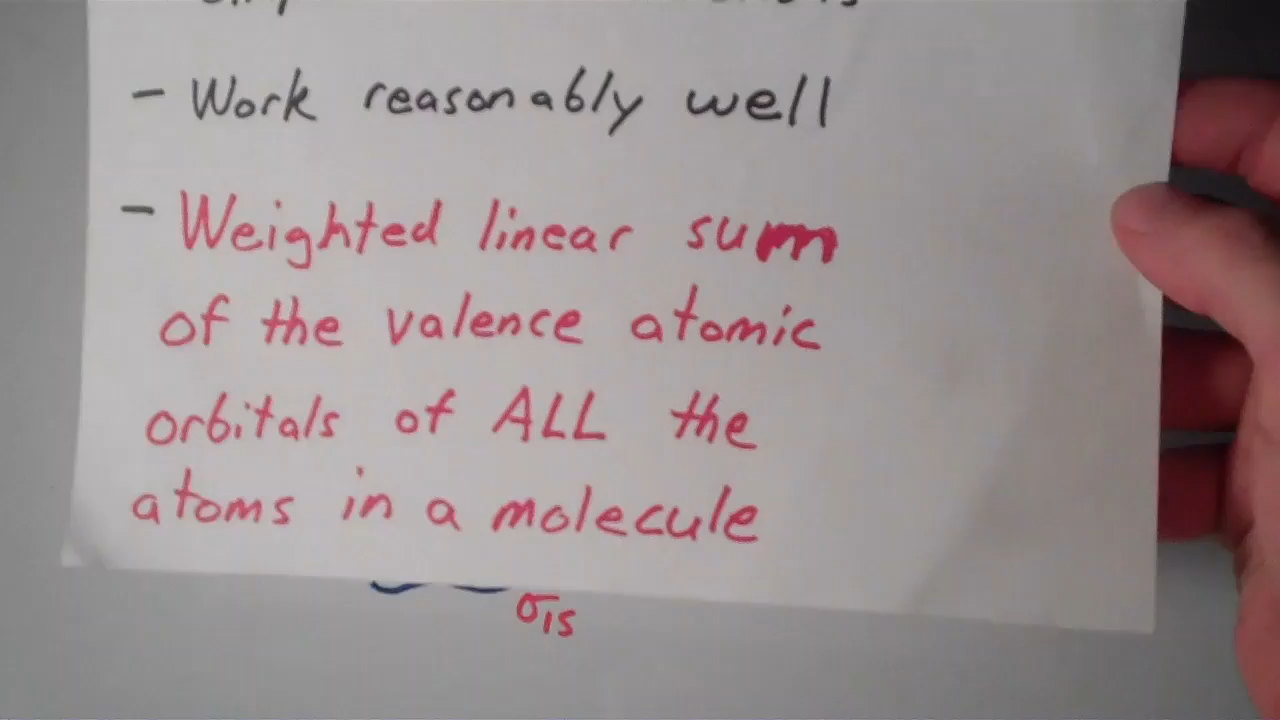 - Work reasonably well
- Weighted linear sum
of the valence atomic
orbitals of ALL the
atoms in a molecule
σ1s